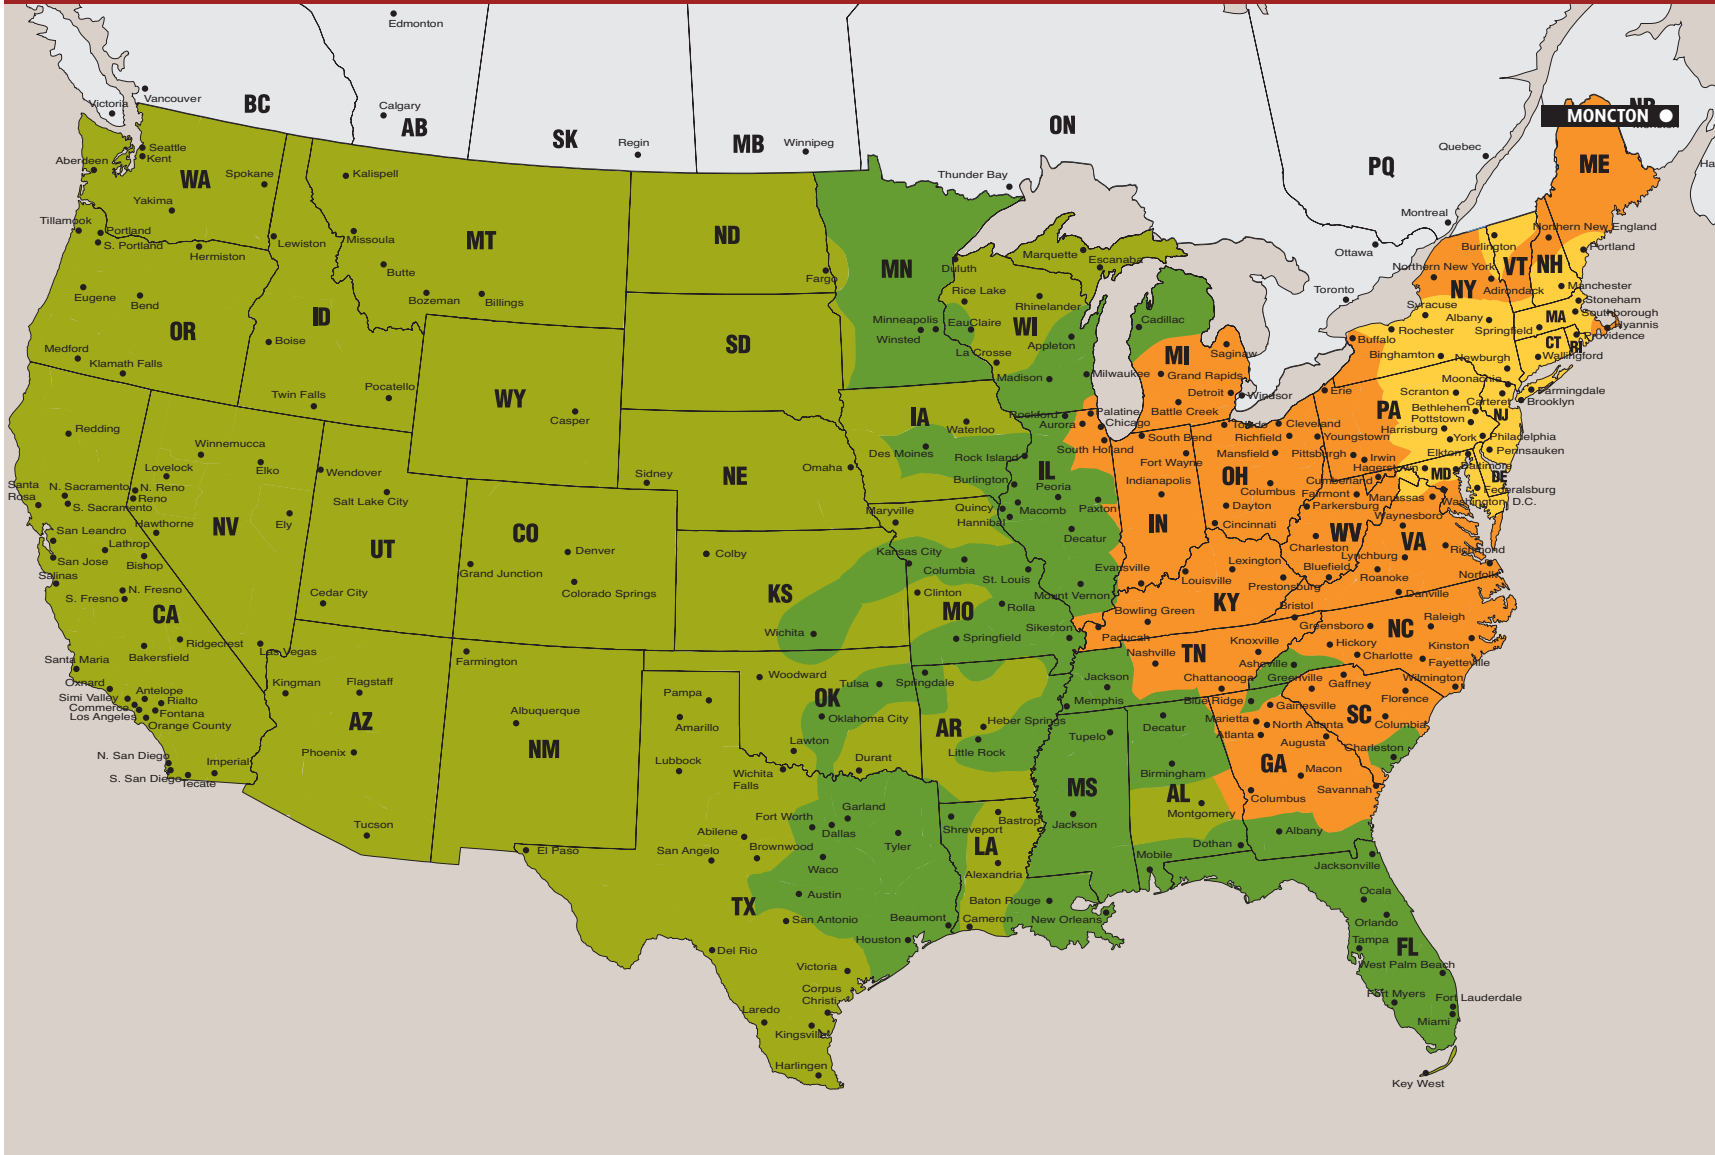 Edmonton
Vancouver
Victoria
BC
Calgary
AB
SK
Regin
MB
Winnipeg
ON
Thunder Bay
PQ
Quebec
Montreal
Ottawa
Toronto
NB
MONCTON
Ha
Seattle
Kent
Aberdeen
WA
Spokane
Yakima
Tillamook
Portland
S. Portland
Hermiston
Eugene
Bend
OR
Medford
Klamath Falls
Kalispell
Lewiston
Missoula
MT
Butte
Bozeman
Billings
ID
Boise
Twin Falls
Pocatello
WY
Casper
ND
Fargo
SD
NE
Omaha
Sidney
MN
Duluth
Minneapolis
Winsted
Marquette
Escanaba
Rice Lake
Rhinelander
EauClaire
WI
La Crosse
Appleton
Madison
Milwaukee
Cadillac
MI
Saginaw
Grand Rapids
Detroit
Windsor
Battle Creek
IA
Waterloo
Des Moines
Rock Island
Burlington
Rockford
Aurora
Palatine
Chicago
South Holland
IL
Peoria
Macomb
Paxton
Quincy
Hannibal
Decatur
Mount Vernon
South Bend
Fort Wayne
Indianapolis
IN
Evansville
Toledo
Cleveland
Richfield
Youngstown
Mansfield
OH
Columbus
Dayton
Cincinnati
Redding
Santa
Rosa
N. Sacramento
S. Sacramento
San Leandro
Lathrop
San Jose
Bishop
Salinas
N. Fresno
S. Fresno
CA
Ridgecrest
Bakersfield
Santa Maria
Oxnard
Simi Valley
Commerce
Los Angeles
Antelope
Rialto
Fontana
Orange County
N. San Diego
S. San Diego
Tecate
Imperial
Winnemucca
Lovelock
Elko
N. Reno
Reno
Hawthorne
NV
Ely
Las Vegas
Wendover
Salt Lake City
UT
Cedar City
CO
Denver
Grand Junction
Colorado Springs
Kingman
Flagstaff
AZ
Phoenix
Tucson
Farmington
Albuquerque
NM
Colby
KS
Wichita
Maryville
Kansas City
Columbia
St. Louis
Clinton
MO
Rolla
Springfield
Sikeston
Woodward
OK
Tulsa
Oklahoma City
Lawton
Durant
Springdale
AR
Heber Springs
Little Rock
Pampa
Amarillo
Lubbock
Wichita
Falls
Fort Worth
Garland
Dallas
Tyler
Abilene
San Angelo
Brownwood
Waco
El Paso
TX
Austin
San Antonio
Del Rio
Beaumont
Houston
Victoria
Corpus
Christi
Laredo
Kingsville
Harlingen
Shreveport
Bastrop
LA
Alexandria
Baton Rouge
Cameron
New Orleans
Memphis
Tupelo
MS
Jackson
Decatur
Birmingham
AL
Montgomery
Mobile
Dothan
Jackson
Nashville
TN
Knoxville
Chattanooga
Lexington
Louisville
Prestonsburg
KY
Bowling Green
Paducah
Bristol
Blue Ridge
Gainesville
Marietta
North Atlanta
Atlanta
Augusta
GA
Macon
Columbus
Savannah
Albany
Jacksonville
Ocala
Orlando
Tampa
FL
West Palm Beach
Fort Myers
Fort Lauderdale
Miami
Key West
Asheville
Greenville
Gaffney
SC
Florence
Columbia
Charleston
Greensboro
NC
Raleigh
Hickory
Charlotte
Kinston
Fayetteville
Wilmington
Parkersburg
Fairmont
WV
Charleston
Bluefield
Manassas
Waynesboro
VA
Lynchburg
Roanoke
Richmond
Norfolk
Danville
Erie
PA
Pittsburgh
Irwin
Scranton
Bethlehem
Pottstown
Harrisburg
York
Philadelphia
Hagerstown
Cumberland
MD
Elkton
Baltimore
Washington, D.C.
DE
Federalsburg
NJ
Pennsauken
Carteret
Moonachie
Buffalo
Rochester
Syracuse
Albany
Binghamton
Newburgh
Northern New York
NY
Adirondack
Farmingdale
Brooklyn
Burlington
VT
NH
ME
Northern New England
Portland
Manchester
Stoneham
Southborough
Hyannis
MA
Springfield
CT
RI
Providence
Wallingford